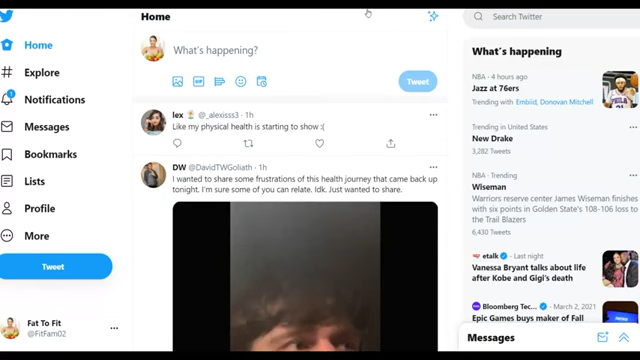 Home
Search Twitter
Home
What's happening?
Explore
GIF
Tweet
1
Notifications
Messages
Bookmarks
Lists
Profile
More
Tweet
Fat To Fit
@FitFam02
lex @_alexisss3 · 1h
Like my physical health is starting to show :(
DW @DavidTWGoliath · 1h
I wanted to share some frustrations of this health journey that came back up
tonight. I'm sure some of you can relate. Idk. Just wanted to share.
What's happening
NBA · 4 hours ago
Jazz at 76ers
Trending with Embiid, Donovan Mitchell
Trending in United States
New Drake
3,282 Tweets
NBA · Trending
Wiseman
Warriors reserve center James Wiseman finishes
with six points in Golden State's 108-106 loss to
the Trail Blazers
6,430 Tweets
etalk · Last night
Vanessa Bryant talks about life
after Kobe and Gigi's death
Bloomberg Tec... · March 2, 2021
Epic Games buys maker of Fall
Messages